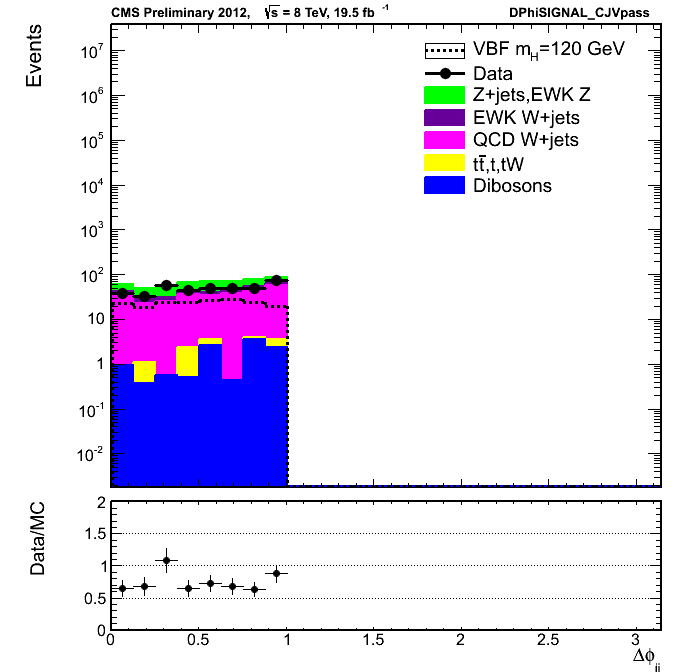 CMS Preliminary 2012, √s = 8 TeV, 19.5 fb⁻¹ DPhiSIGNAL_CJVpass
Events
10⁷
10⁶
10⁵
10⁴
10³
10²
10
1
10⁻¹
10⁻²
VBF m_H=120 GeV
Data
Z+jets,EWK Z
EWK W+jets
QCD W+jets
tt̄,t,tW
Dibosons
Data/MC
2
1.5
1
0.5
0
0 0.5 1 1.5 2 2.5 3
Δϕ_jj